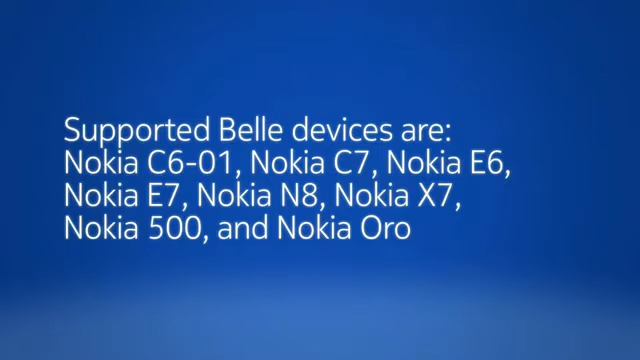 Supported Belle devices are:
Nokia C6-01, Nokia C7, Nokia E6,
Nokia E7, Nokia N8, Nokia X7,
Nokia 500, and Nokia Oro